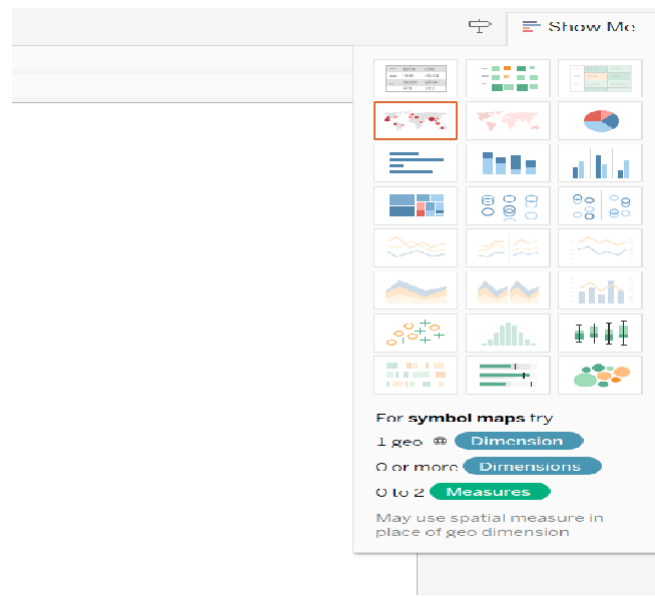 Show Me
For symbol maps try
1 geo Dimension
0 or more Dimensions
0 to 2 Measures
May use spatial measure in
place of geo dimension